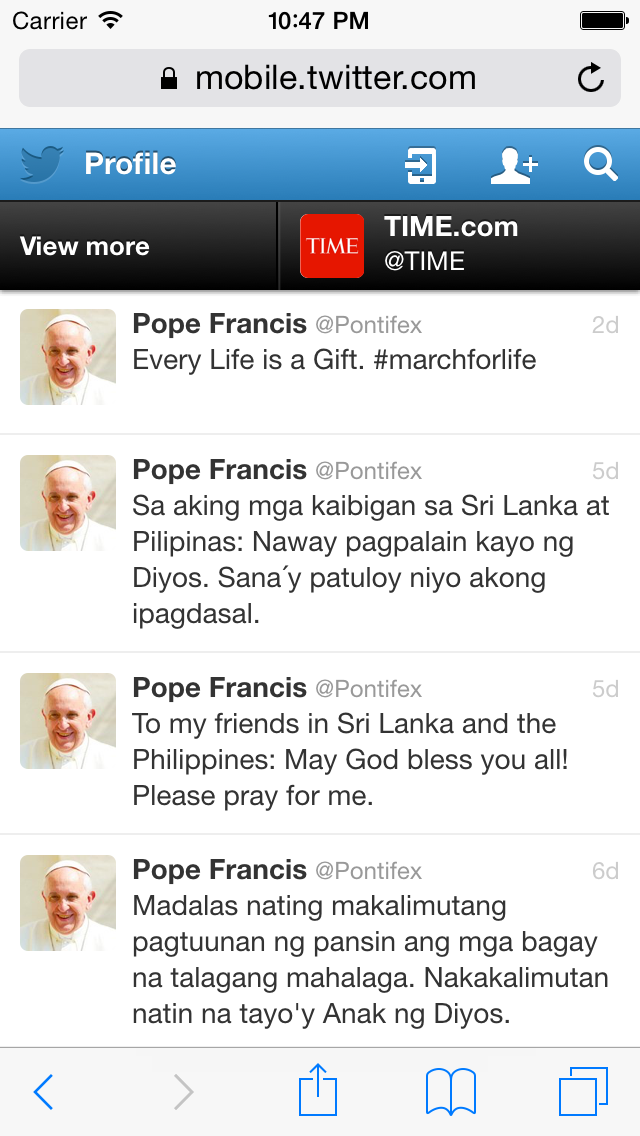 Carrier 10:47 PM
mobile.twitter.com
Profile
View more
TIME
TIME.com
@TIME
Pope Francis @Pontifex 2d
Every Life is a Gift. #marchforlife
Pope Francis @Pontifex 5d
Sa aking mga kaibigan sa Sri Lanka at
Pilipinas: Naway pagpalain kayo ng
Diyos. Sana´y patuloy niyo akong
ipagdasal.
Pope Francis @Pontifex 5d
To my friends in Sri Lanka and the
Philippines: May God bless you all!
Please pray for me.
Pope Francis @Pontifex 6d
Madalas nating makalimutang
pagtuunan ng pansin ang mga bagay
na talagang mahalaga. Nakakalimutan
natin na tayo'y Anak ng Diyos.